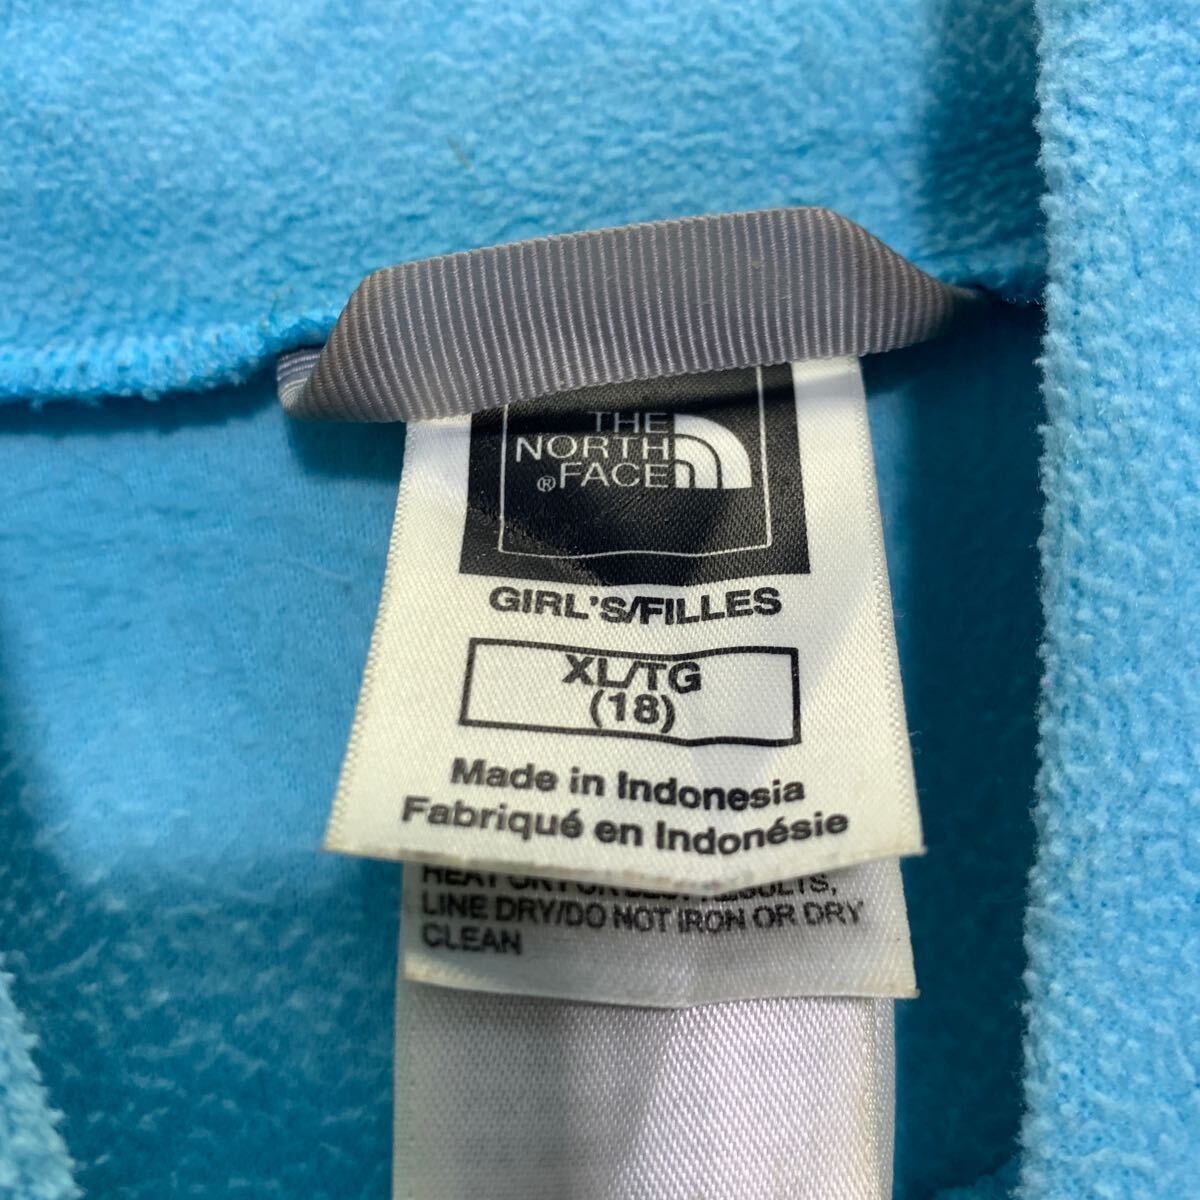 THE
NORTH
®FACE
GIRL'S/FILLES
XL/TG
(18)
Made in Indonesia
Fabriqué en Indonésie
RESULTS,
LINE DRY/DO NOT IRON OR DRY
CLEAN